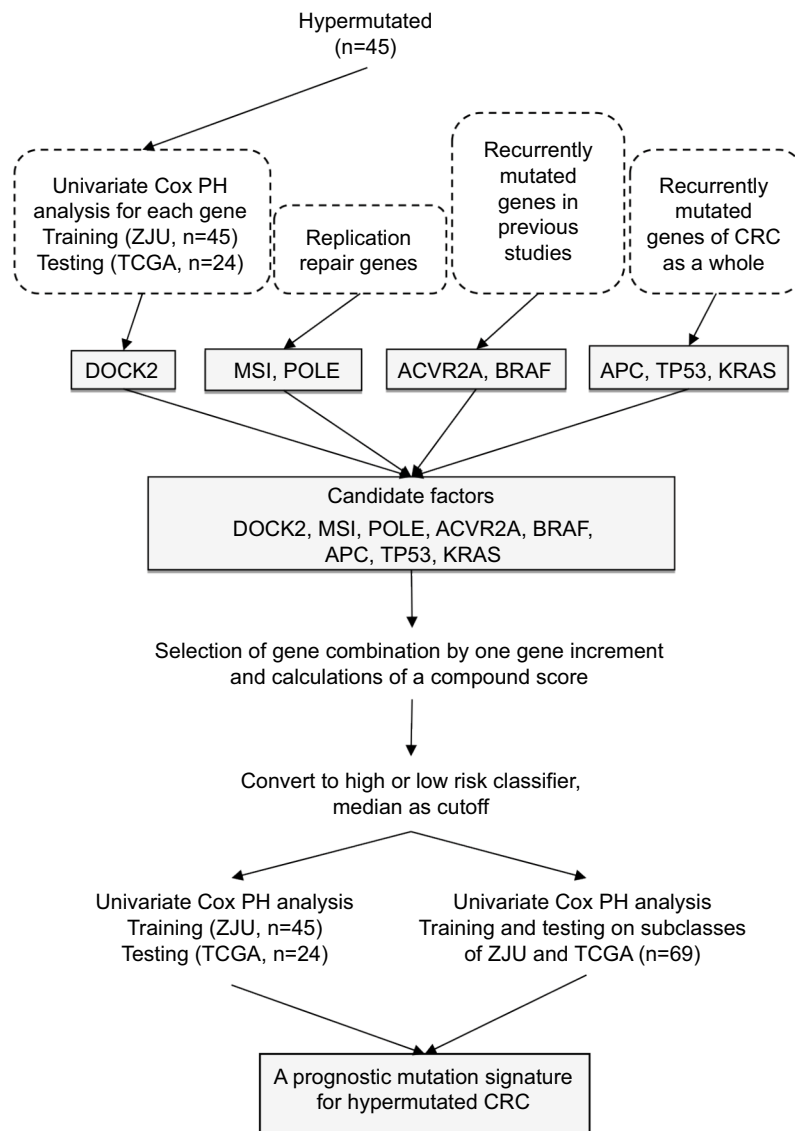 Hypermutated
(n=45)
Univariate Cox PH
analysis for each gene
Training (ZJU, n=45)
Testing (TCGA, n=24)
Replication
repair genes
Recurrently
mutated
genes in
previous
studies
Recurrently
mutated
genes of CRC
as a whole
DOCK2
MSI, POLE
ACVR2A, BRAF
APC, TP53, KRAS
Candidate factors
DOCK2, MSI, POLE, ACVR2A, BRAF,
APC, TP53, KRAS
Selection of gene combination by one gene increment
and calculations of a compound score
Convert to high or low risk classifier,
median as cutoff
Univariate Cox PH analysis
Training (ZJU, n=45)
Testing (TCGA, n=24)
Univariate Cox PH analysis
Training and testing on subclasses
of ZJU and TCGA (n=69)
A prognostic mutation signature
for hypermutated CRC